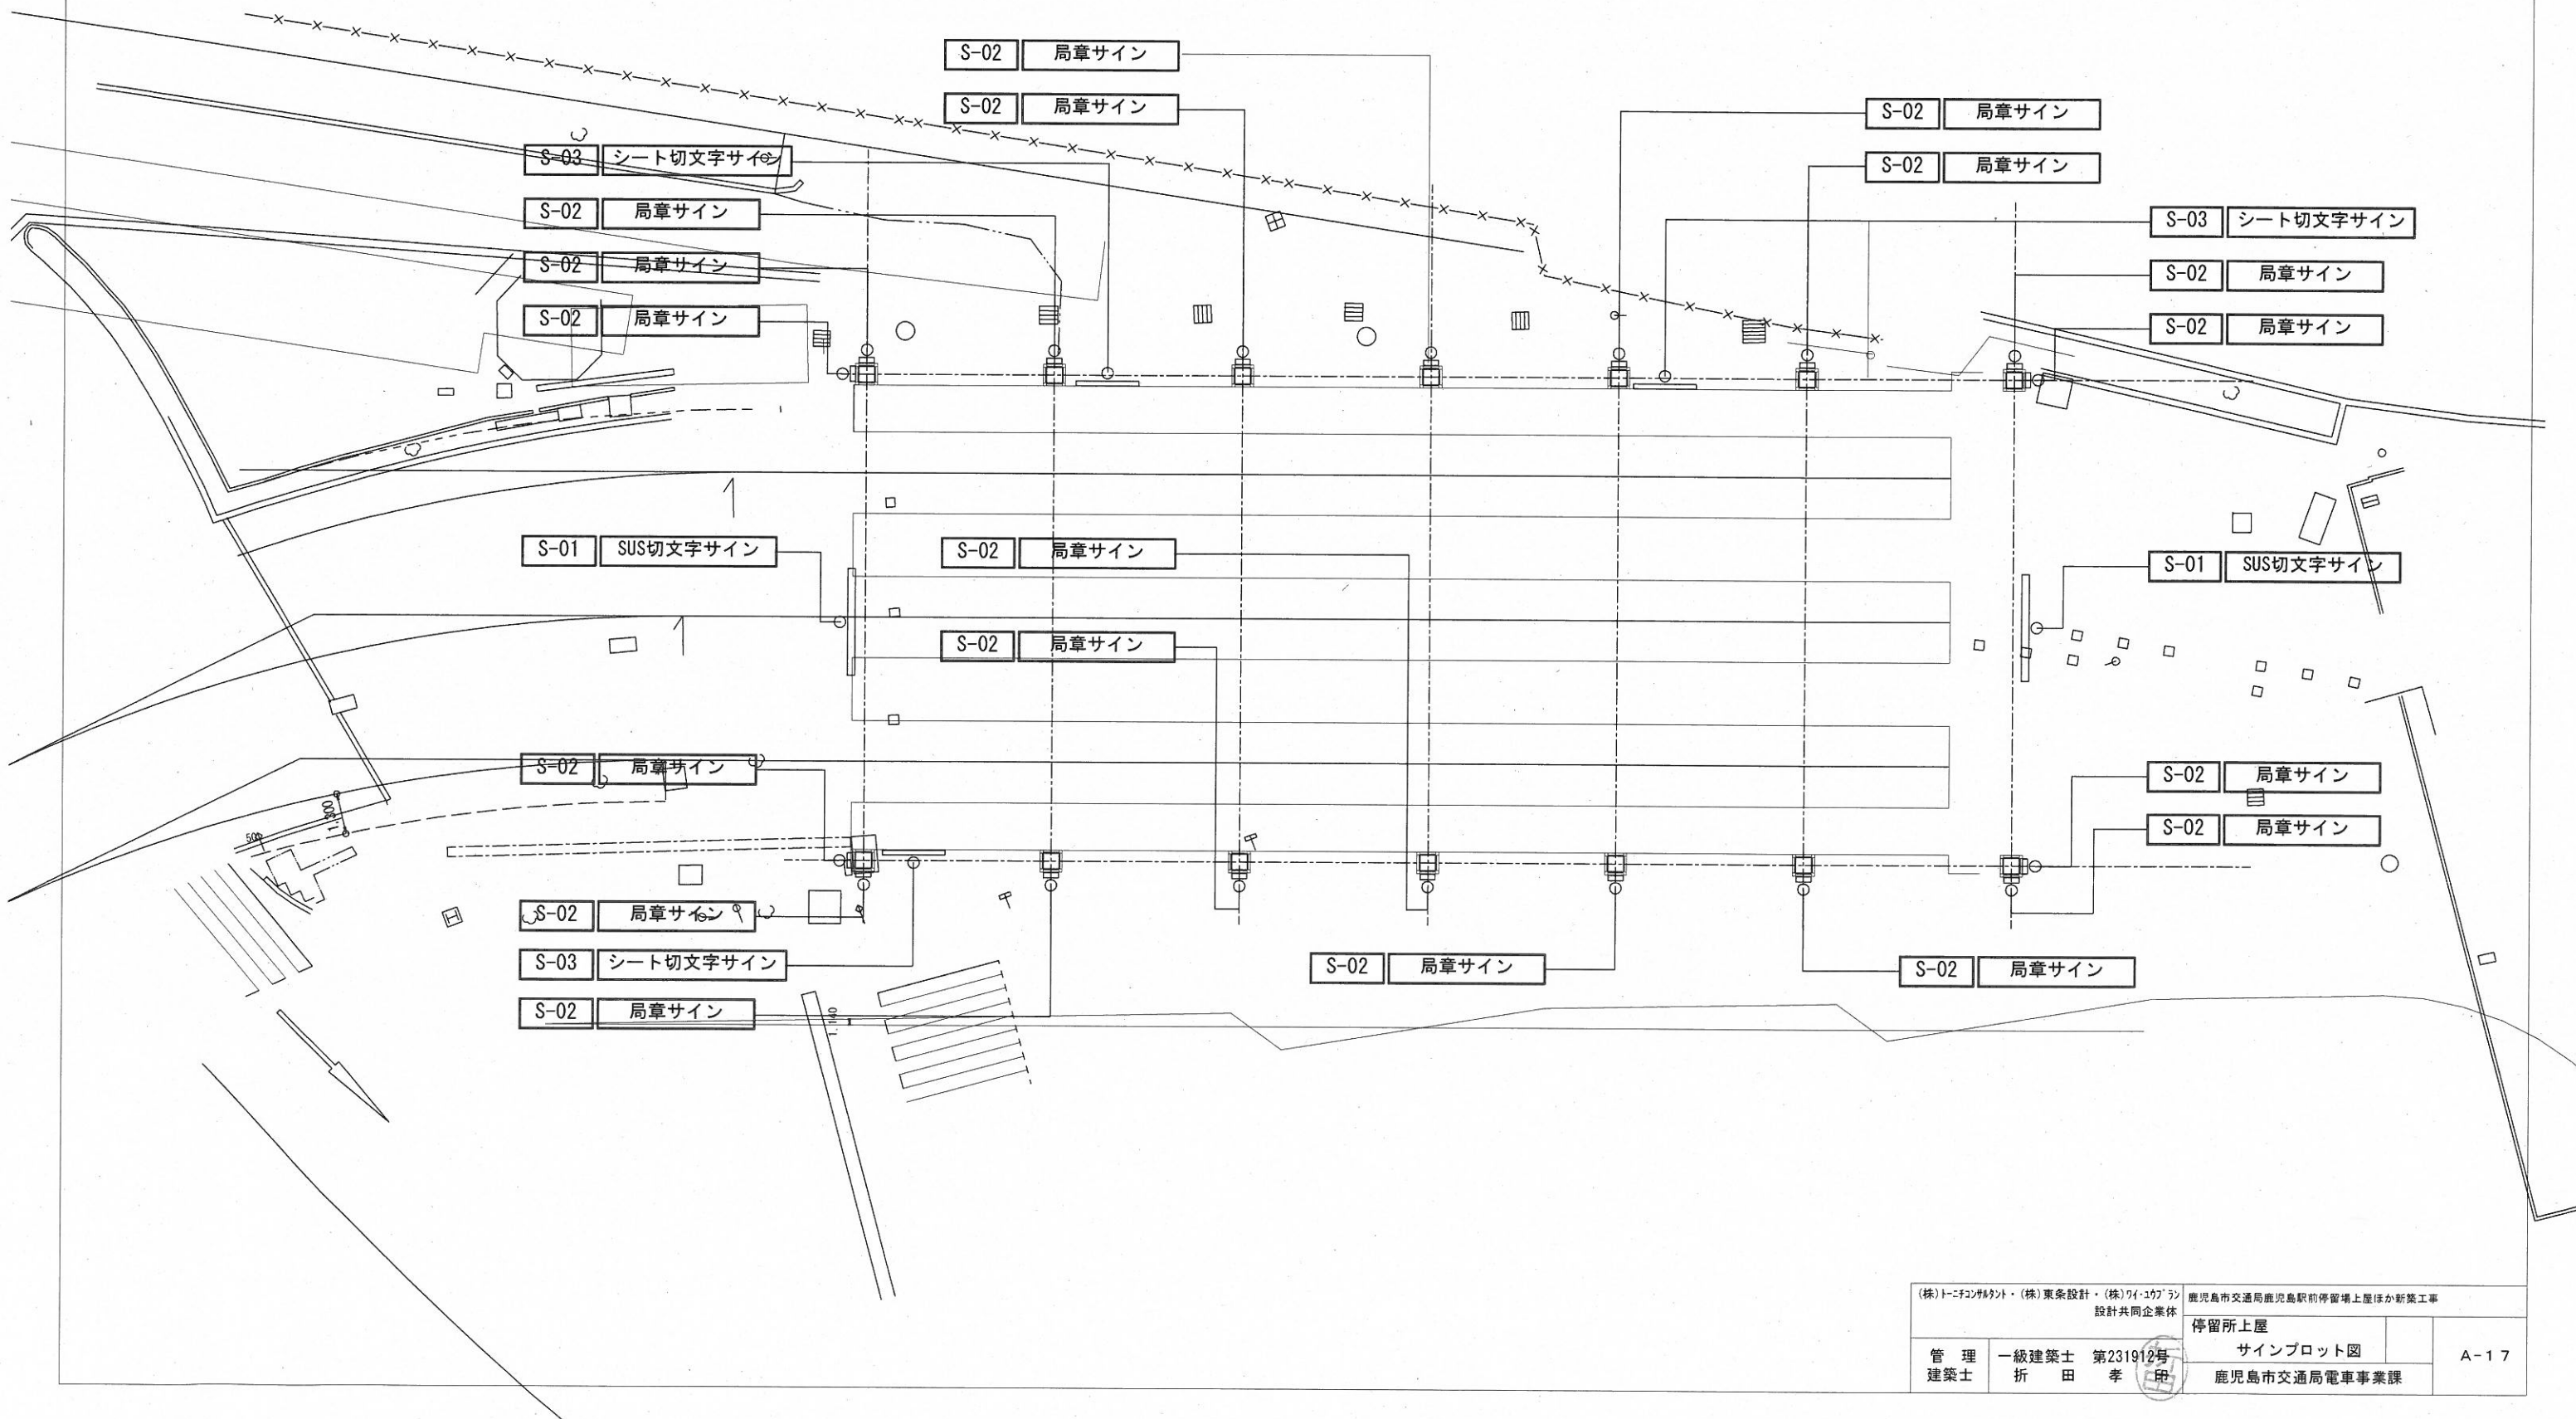 S-02 局章サイン
S-02 局章サイン
S-02 局章サイン
S-03 シート切文字サイン
S-02 局章サイン
S-02 局章サイン
S-03 シート切文字サイン
S-02 局章サイン
S-02 局章サイン
S-02 局章サイン
S-02 局章サイン
S-01 SUS切文字サイン
S-02 局章サイン
S-01 SUS切文字サイン
S-02 局章サイン
S-02 局章サイン
S-02 局章サイン
1,300
500
S-02 局章サイン
S-02 局章サイン
S-03 シート切文字サイン
S-02 局章サイン
S-02 局章サイン
S-02 局章サイン
1,140
(株)トーニチコンサルタント・(株)東条設計・(株)ワイ・ユウプラン
設計共同企業体
鹿児島市交通局鹿児島駅前停留場上屋ほか新築工事
停留所上屋
サインプロット図
A-17
管理
建築士
一級建築士 第231912号
折田 孝 印
鹿児島市交通局電車事業課